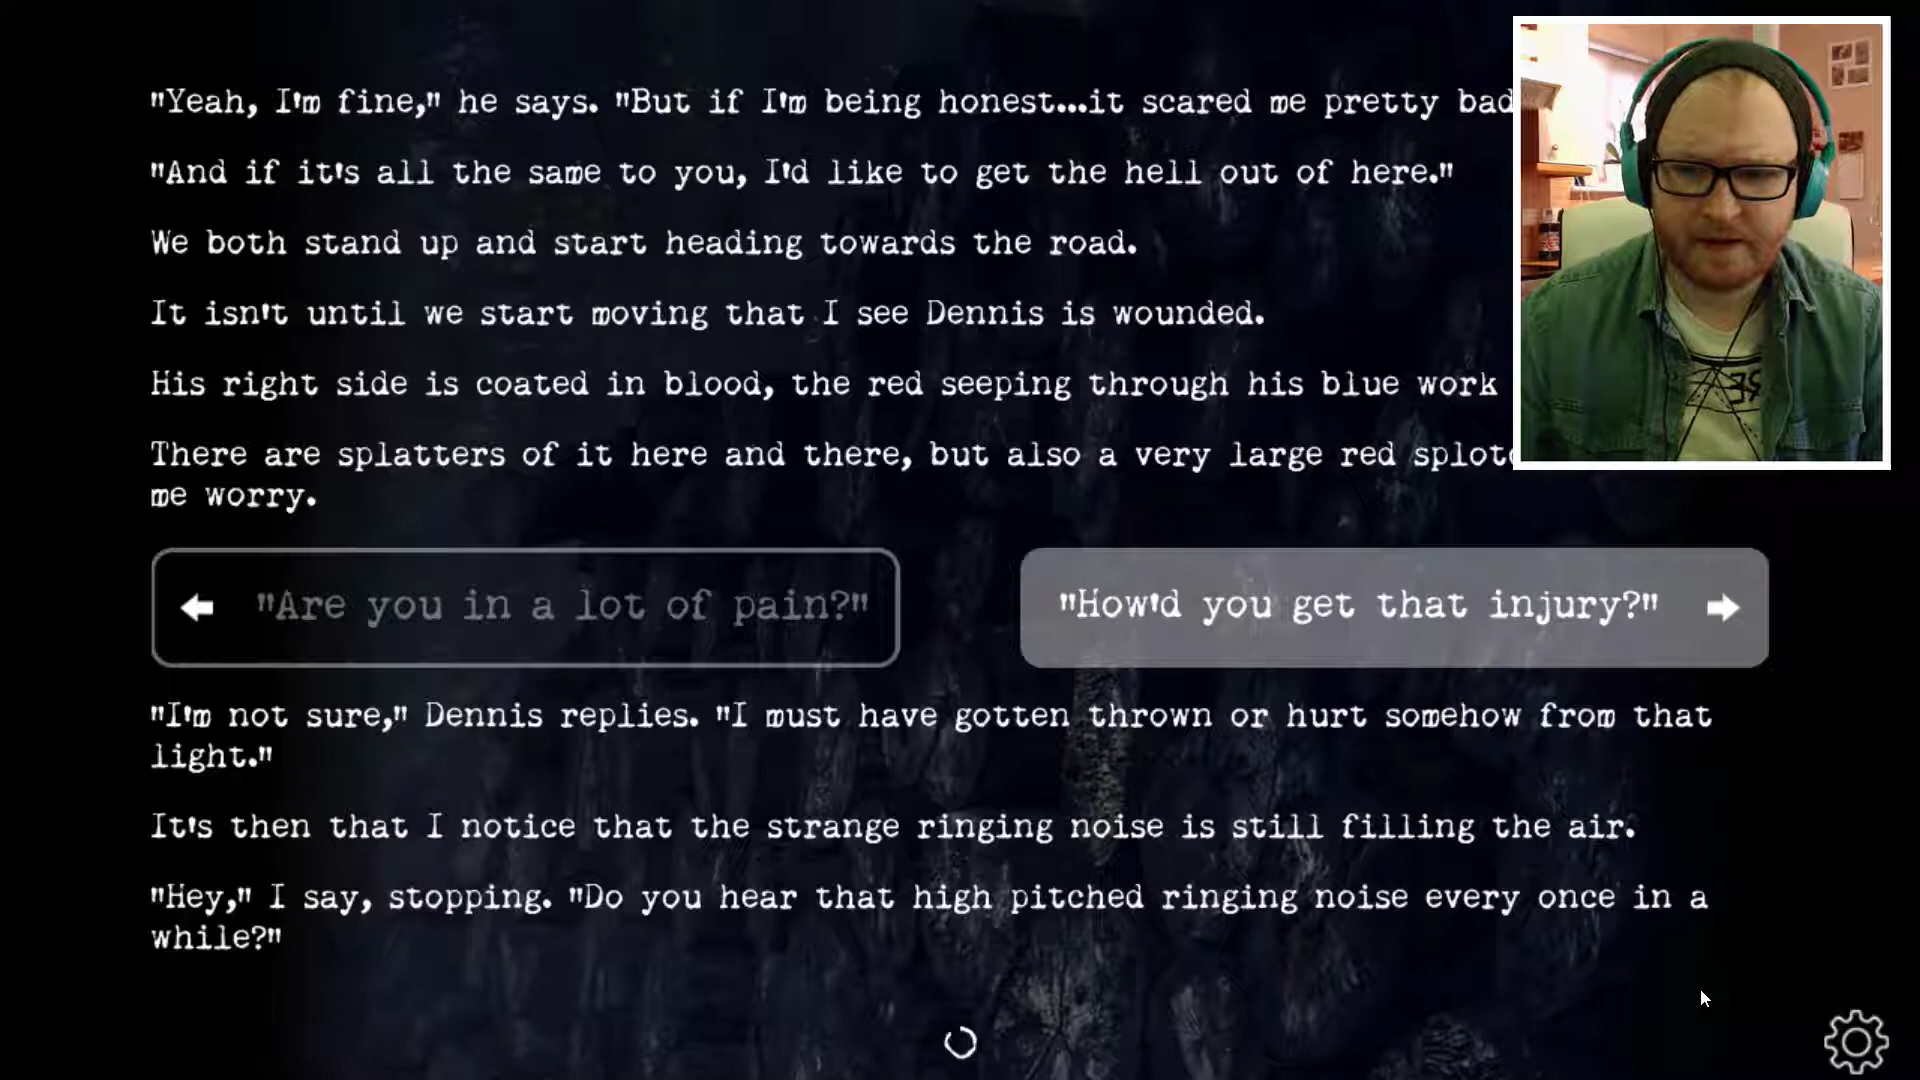 "Yeah, I'm fine," he says. "But if I'm being honest...it scared me pretty bad
"And if it's all the same to you, I'd like to get the hell out of here."
We both stand up and start heading towards the road.
It isn't until we start moving that I see Dennis is wounded.
His right side is coated in blood, the red seeping through his blue work
There are splatters of it here and there, but also a very large red
me worry.
"Are you in a lot of pain?"
"How'd you get that injury?"
"I'm not sure," Dennis replies. "I must have gotten thrown or hurt somehow from that
light."
It's then that I notice that the strange ringing noise is still filling the air.
"Hey," I say, stopping. "Do you hear that high pitched ringing noise every once in a
while?"